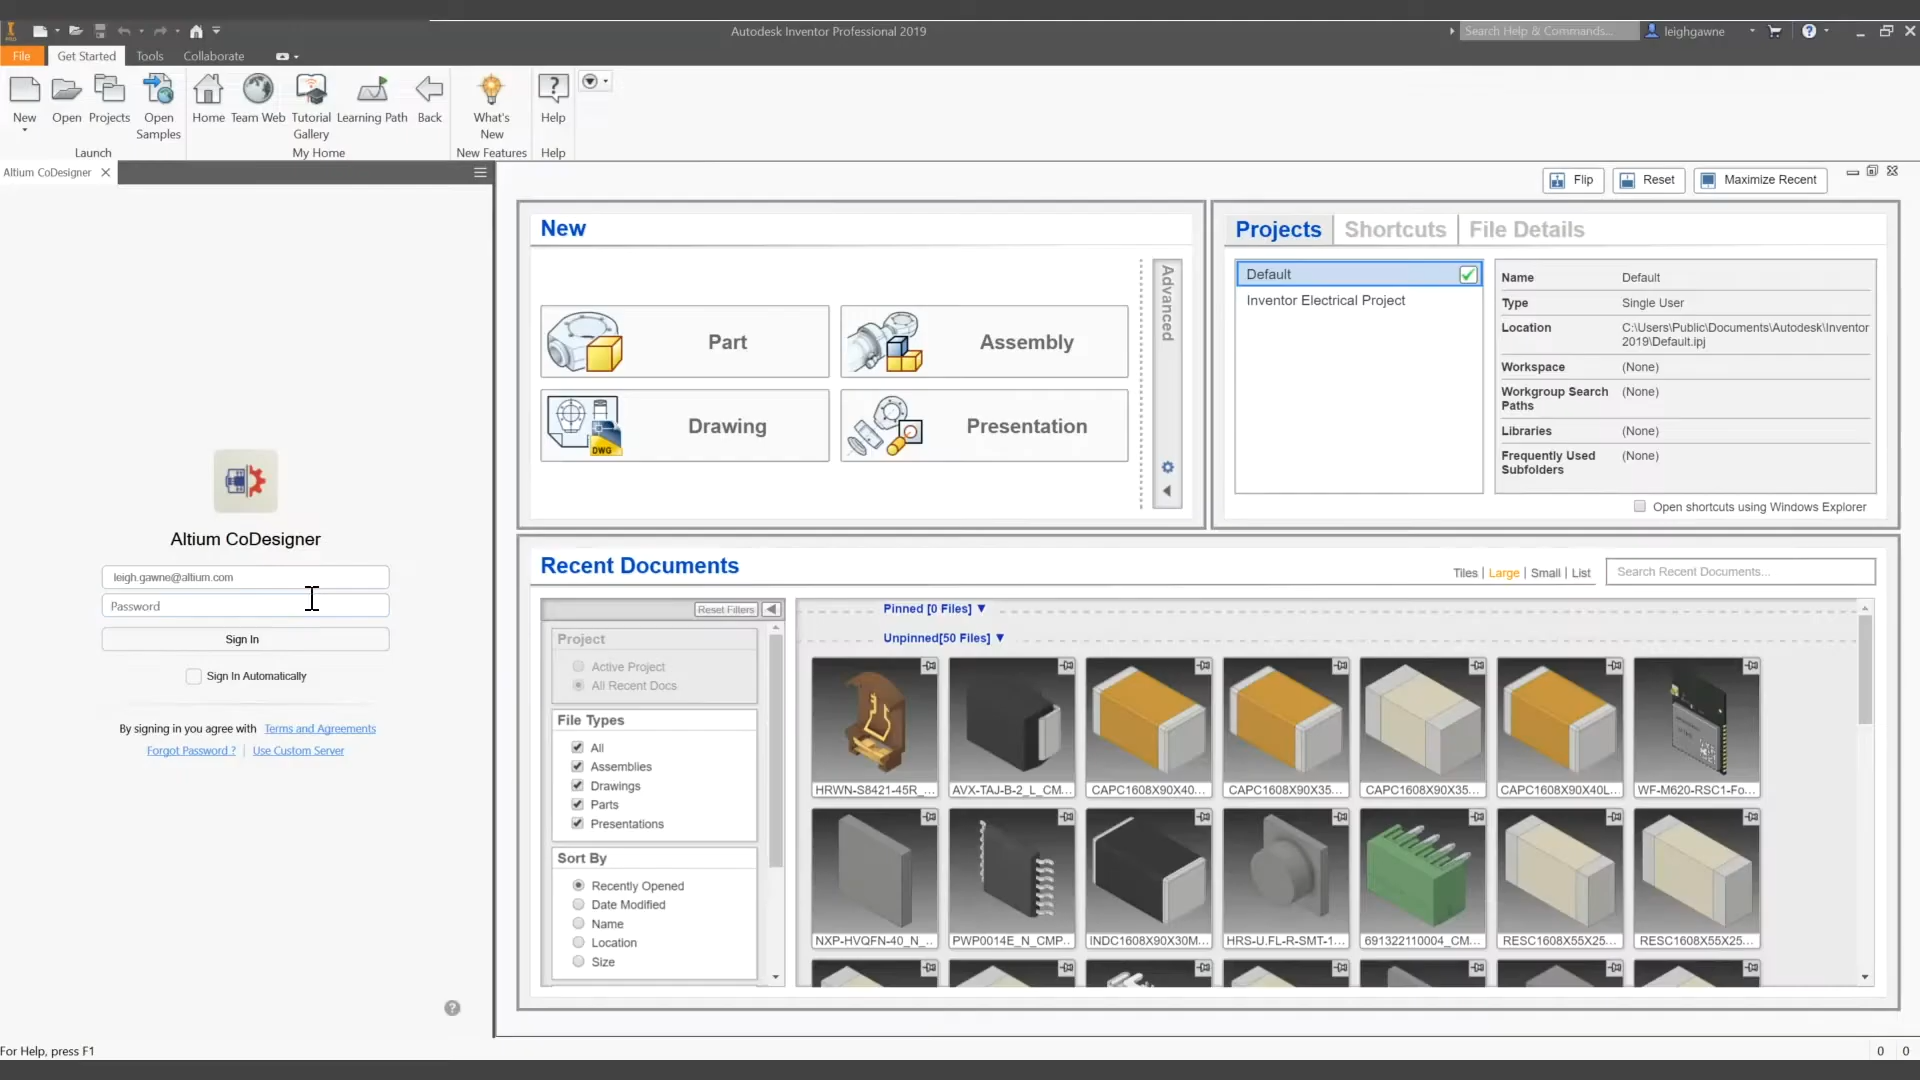 Autodesk Inventor Professional 2019
Search Help & Commands...
leighgawne
File
Get Started
Tools
Collaborate
New
Open
Projects
Open Samples
Home
Team Web
Tutorial Gallery
Learning Path
Back
What's New
Help
Launch
My Home
New Features
Help
Altium CoDesigner
Flip
Reset
Maximize Recent
New
Part
Assembly
Drawing
DWG
Presentation
Advanced
Projects
Shortcuts
File Details
Default
Inventor Electrical Project
Name Default
Type Single User
Location C:\Users\Public\Documents\Autodesk\Inventor
2019\Default.ipj
Workspace (None)
Workgroup Search Paths (None)
Libraries (None)
Frequently Used Subfolders (None)
Open shortcuts using Windows Explorer
Altium CoDesigner
leigh.gawne@altium.com
Password
Sign In
Sign In Automatically
By signing in you agree with Terms and Agreements
Forgot Password ? | Use Custom Server
Recent Documents
Tiles | Large | Small | List
Search Recent Documents...
Reset Filters
Project
Active Project
All Recent Docs
File Types
All
Assemblies
Drawings
Parts
Presentations
Sort By
Recently Opened
Date Modified
Name
Location
Size
Pinned [0 Files] ▼
Unpinned[50 Files] ▼
HRWN-S8421-45R_...
AVX-TAJ-B-2_L_CM...
CAPC1608X90X40...
CAPC1608X90X35...
CAPC1608X90X35...
CAPC1608X90X40L...
WF-M620-RSC1-Fo...
NXP-HVQFN-40_N_...
PWP0014E_N_CMP...
INDC1608X90X30M...
HRS-U.FL-R-SMT-1...
691322110004_CM...
RESC1608X55X25...
RESC1608X55X25...
For Help, press F1
0 0